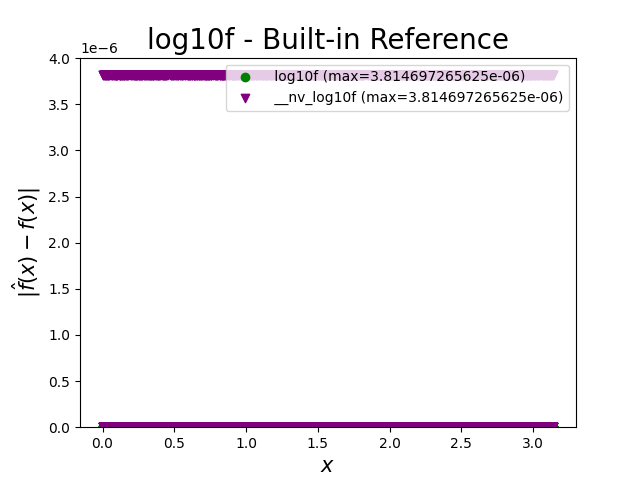 log10f - Built-in Reference
1e−6
log10f (max=3.814697265625e-06)
__nv_log10f (max=3.814697265625e-06)
4.0
3.5
3.0
2.5
2.0
1.5
1.0
0.5
0.0
|f̂(x) − f(x)|
0.0 0.5 1.0 1.5 2.0 2.5 3.0
x